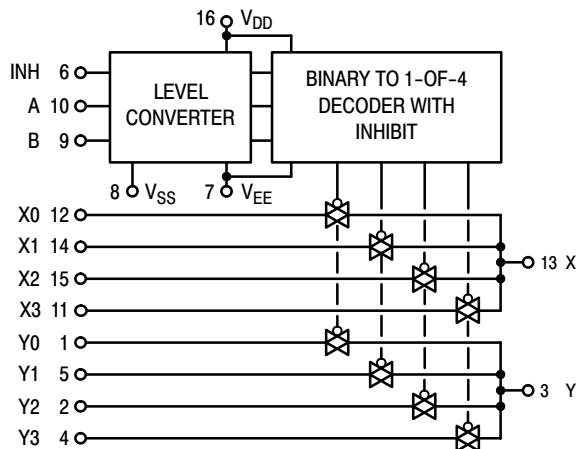 16 VDD
INH 6
A 10
B 9
LEVEL
CONVERTER
BINARY TO 1-OF-4
DECODER WITH
INHIBIT
8 VSS
7 VEE
X0 12
X1 14
X2 15
X3 11
13 X
Y0 1
Y1 5
Y2 2
Y3 4
3 Y